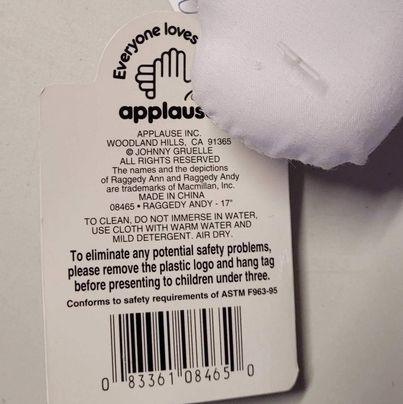 Everyone loves
applause
APPLAUSE INC.
WOODLAND HILLS, CA 91365
© JOHNNY GRUELLE
ALL RIGHTS RESERVED
The names and the depictions
of Raggedy Ann and Raggedy Andy
are trademarks of Macmillan, Inc.
MADE IN CHINA
08465 • RAGGEDY ANDY - 17"
TO CLEAN, DO NOT IMMERSE IN WATER,
USE CLOTH WITH WARM WATER AND
MILD DETERGENT. AIR DRY.
To eliminate any potential safety problems,
please remove the plastic logo and hang tag
before presenting to children under three.
Conforms to safety requirements of ASTM F963-95
0 83361 08465 0